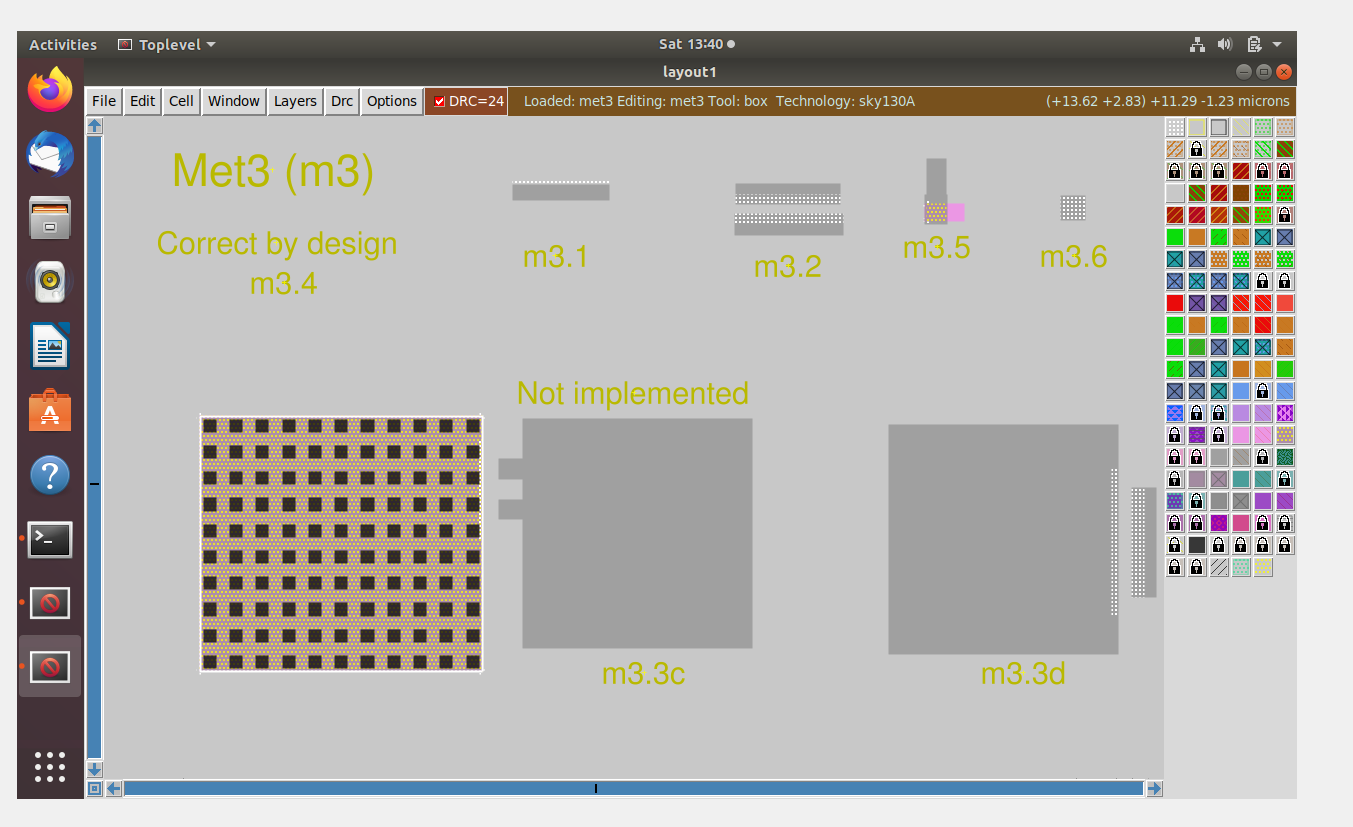 Activities Toplevel Sat 13:40
layout1
File Edit Cell Window Layers Drc Options DRC=24 Loaded: met3 Editing: met3 Tool: box Technology: sky130A (+13.62 +2.83) +11.29 -1.23 microns
Met3 (m3)
Correct by design
m3.4
m3.1
m3.2
m3.5
m3.6
Not implemented
m3.3c
m3.3d